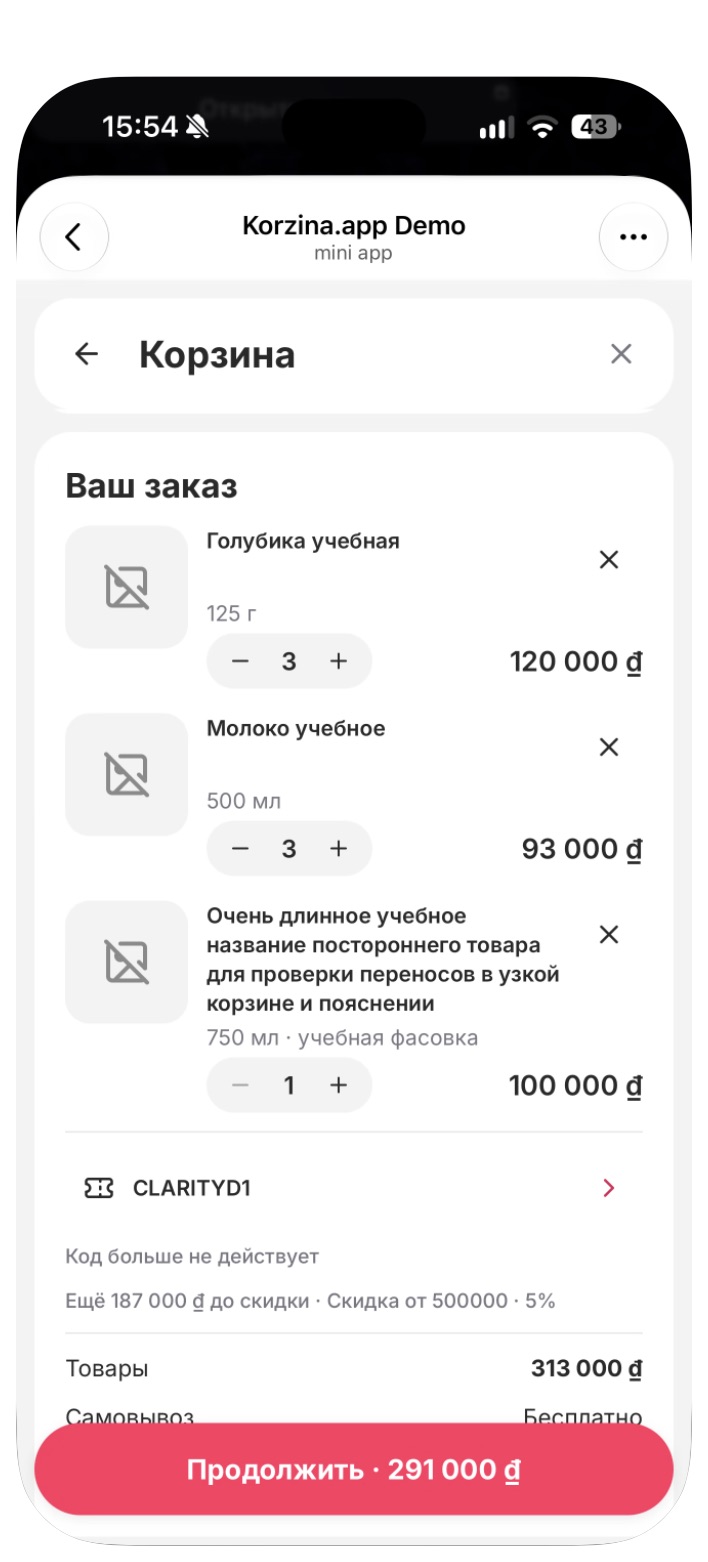 15:54
43
Korzina.app Demo
mini app
Корзина
Ваш заказ
Голубика учебная
125 г
3
120 000 ₫
Молоко учебное
500 мл
3
93 000 ₫
Очень длинное учебное
название постороннего товара
для проверки переносов в узкой
корзине и пояснении
750 мл · учебная фасовка
1
100 000 ₫
CLARITYD1
Код больше не действует
Ещё 187 000 ₫ до скидки · Скидка от 500000 · 5%
Товары 313 000 ₫
Самовывоз Бесплатно
Продолжить · 291 000 ₫